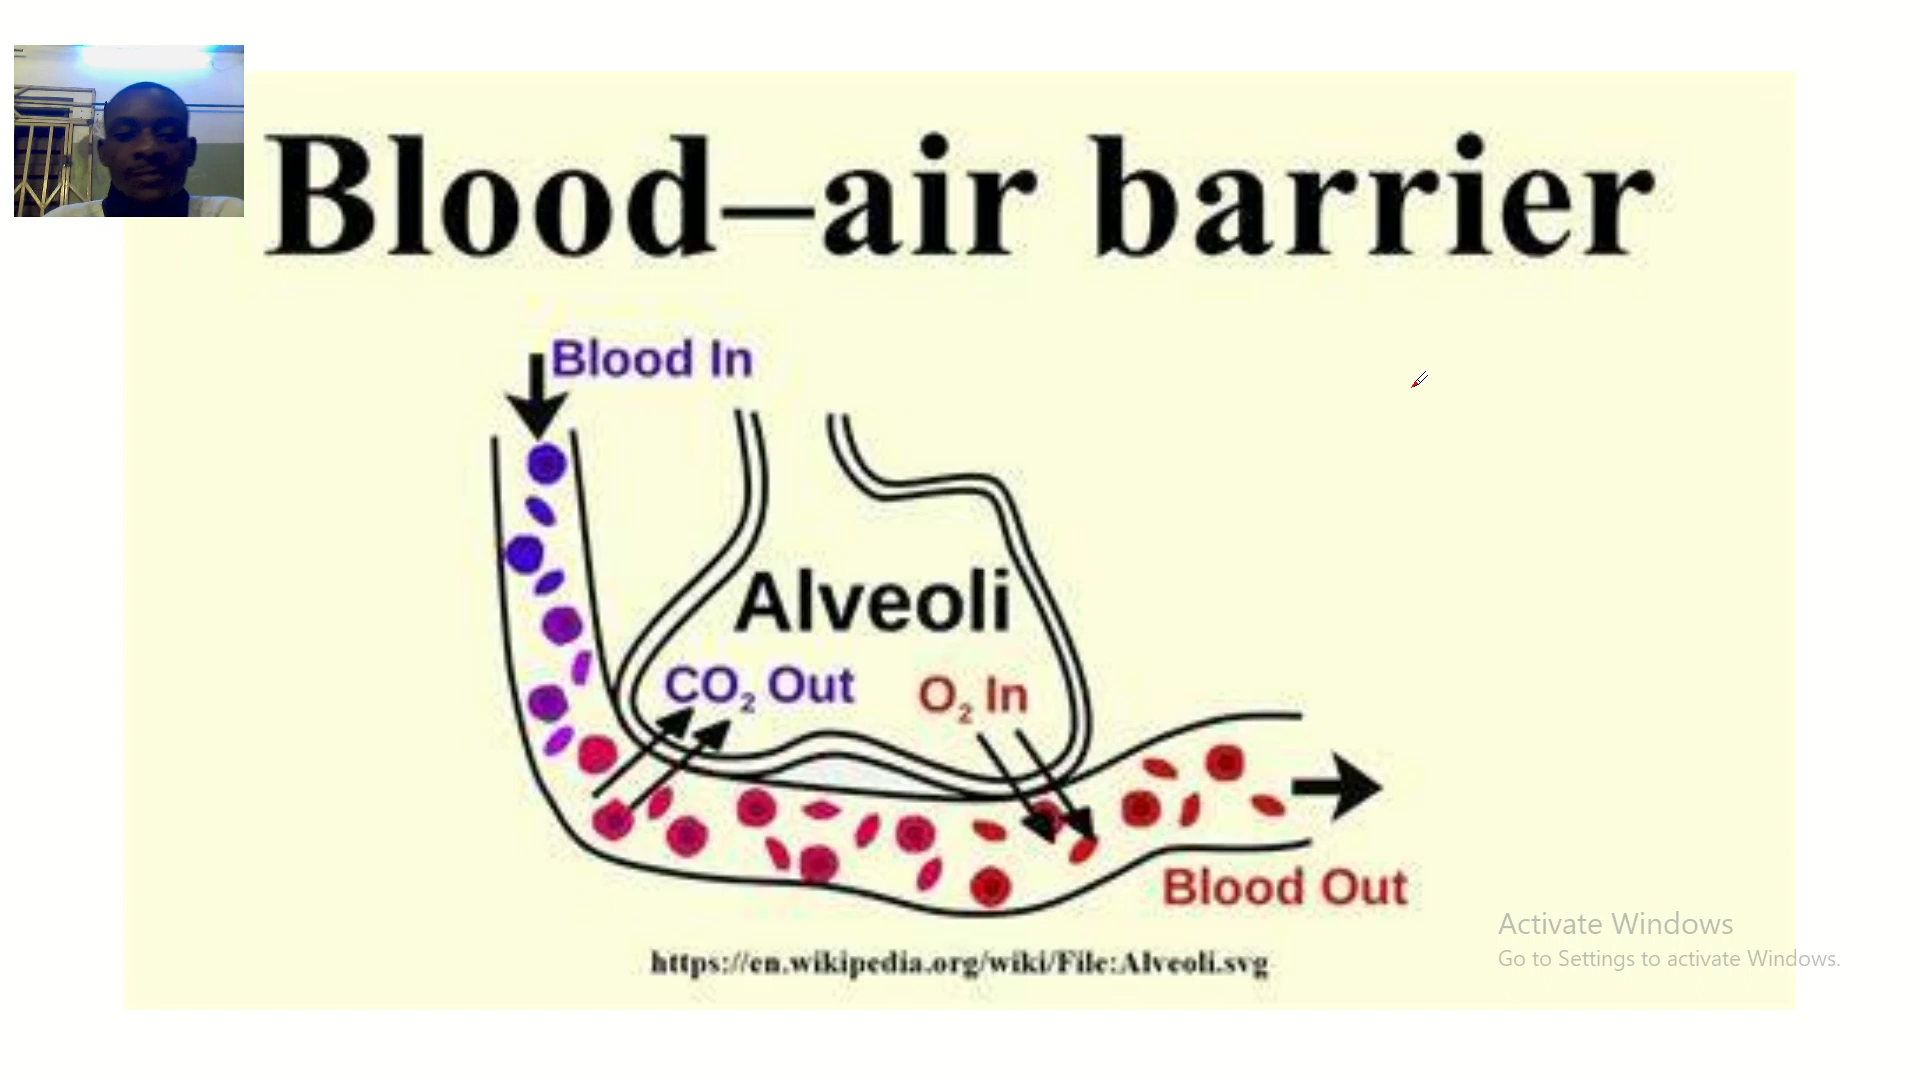 Blood–air barrier
Blood In
Alveoli
CO₂ Out
O₂ In
Blood Out
https://en.wikipedia.org/wiki/File:Alveoli.svg
Activate Windows
Go to Settings to activate Windows.